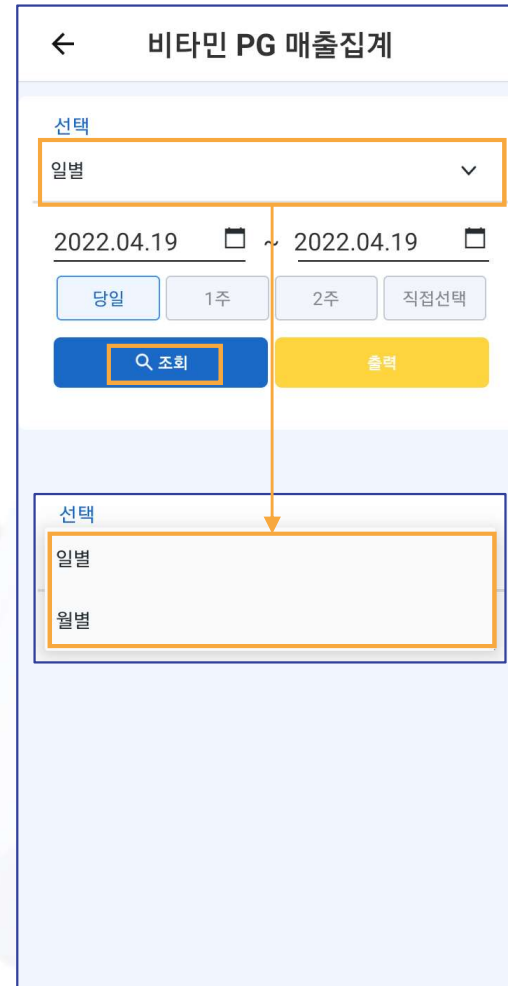 비타민 PG 매출집계
선택
일별
2022.04.19 ~ 2022.04.19
당일 1주 2주 직접선택
조회 출력
선택
일별
월별